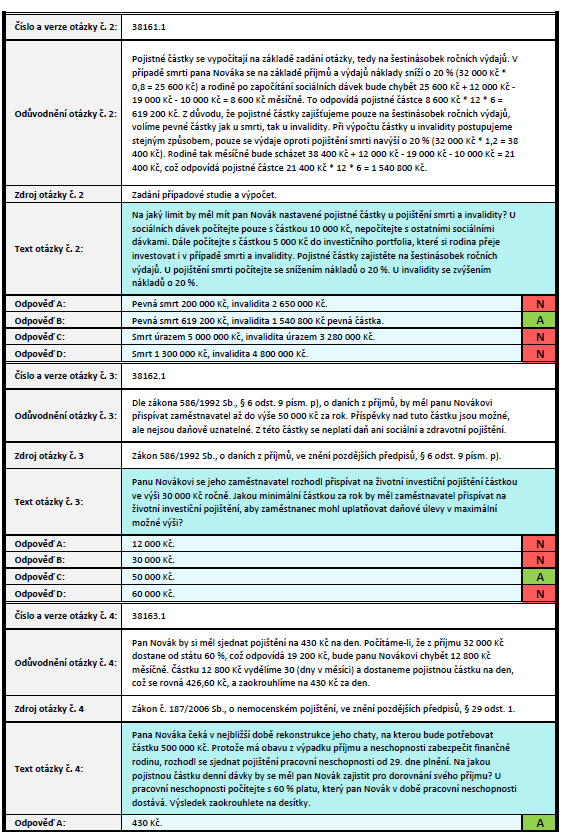 Číslo a verze otázky č. 2: 38161.1
Pojistné částky se vypočítají na základě zadání otázky, tedy na šestinásobek ročních výdajů. V
případě smrti pana Nováka se na základě příjmů a výdajů náklady sníží o 20 % (32 000 Kč *
0,8 = 25 600 Kč) a rodině po započítání sociálních dávek bude chybět 25 600 Kč + 12 000 Kč -
19 000 Kč - 10 000 Kč = 8 600 Kč měsíčně. To odpovídá pojistné částce 8 600 Kč * 12 * 6 =
Odůvodnění otázky č. 2: 619 200 Kč. Z důvodu, že pojistné částky zajišťujeme pouze na šestinásobek ročních výdajů,
volíme pevné částky jak u smrti, tak u invalidity. Při výpočtu částky u invalidity postupujeme
stejným způsobem, pouze se výdaje oproti pojištění smrti navýší o 20 % (32 000 Kč * 1,2 = 38
400 Kč). Rodině tak měsíčně bude scházet 38 400 Kč + 12 000 Kč - 19 000 Kč - 10 000 Kč = 21
400 Kč, což odpovídá pojistné částce 21 400 Kč * 12 * 6 = 1 540 800 Kč.
Zdroj otázky č. 2 Zadání případové studie a výpočet.
Na jaký limit by měl mít pan Novák nastavené pojistné částky u pojištění smrti a invalidity? U
sociálních dávek počítejte pouze s částkou 10 000 Kč, nepočítejte s ostatními sociálními
Text otázky č. 2: dávkami. Dále počítejte s částkou 5 000 Kč do investičního portfolia, které si rodina přeje
investovat i v případě smrti a invalidity. Pojistné částky zajistěte na šestinásobek ročních
výdajů. U pojištění smrti počítejte se snížením nákladů o 20 %. U invalidity se zvýšením
nákladů o 20 %.
Odpověď A: Pevná smrt 200 000 Kč, invalidita 2 650 000 Kč. N
Odpověď B: Pevná smrt 619 200 Kč, invalidita 1 540 800 Kč pevná částka. A
Odpověď C: Smrt úrazem 5 000 000 Kč, invalidita úrazem 3 280 000 Kč. N
Odpověď D: Smrt 1 300 000 Kč, invalidita 4 800 000 Kč. N
Číslo a verze otázky č. 3: 38162.1
Dle zákona 586/1992 Sb., § 6 odst. 9 písm. p), o daních z příjmů, by měl panu Novákovi
Odůvodnění otázky č. 3: přispívat zaměstnavatel až do výše 50 000 Kč za rok. Příspěvky nad tuto částku jsou možné,
ale nejsou daňově uznatelné. Z této částky se neplatí daň ani sociální a zdravotní pojištění.
Zdroj otázky č. 3 Zákon 586/1992 Sb., o daních z příjmů, ve znění pozdějších předpisů, § 6 odst. 9 písm. p).
Panu Novákovi se jeho zaměstnavatel rozhodl přispívat na životní investiční pojištění částkou
Text otázky č. 3: ve výši 30 000 Kč ročně. Jakou minimální částkou za rok by měl zaměstnavatel přispívat na
životní investiční pojištění, aby zaměstnanec mohl uplatňovat daňové úlevy v maximální
možné výši?
Odpověď A: 12 000 Kč. N
Odpověď B: 30 000 Kč. N
Odpověď C: 50 000 Kč. A
Odpověď D: 60 000 Kč. N
Číslo a verze otázky č. 4: 38163.1
Pan Novák by si měl sjednat pojištění na 430 Kč na den. Počítáme-li, že z příjmu 32 000 Kč
Odůvodnění otázky č. 4: dostane od státu 60 %, což odpovídá 19 200 Kč, bude panu Novákovi chybět 12 800 Kč
měsíčně. Částku 12 800 Kč vydělíme 30 (dny v měsíci) a dostaneme pojistnou částku na den,
což se rovná 426,60 Kč, a zaokrouhlíme na 430 Kč za den.
Zdroj otázky č. 4 Zákon č. 187/2006 Sb., o nemocenském pojištění, ve znění pozdějších předpisů, § 29 odst. 1.
Pana Nováka čeká v nejbližší době rekonstrukce jeho chaty, na kterou bude potřebovat
částku 500 000 Kč. Protože má obavu z výpadku příjmu a neschopnosti zabezpečit finančně
Text otázky č. 4: rodinu, rozhodl se sjednat pojištění pracovní neschopnosti od 29. dne plnění. Na jakou
pojistnou částku denní dávky by se měl pan Novák zajistit pro dorovnání svého příjmu? U
pracovní neschopnosti počítejte s 60 % platu, který pan Novák v době pracovní neschopnosti
dostává. Výsledek zaokrouhlete na desítky.
Odpověď A: 430 Kč. A